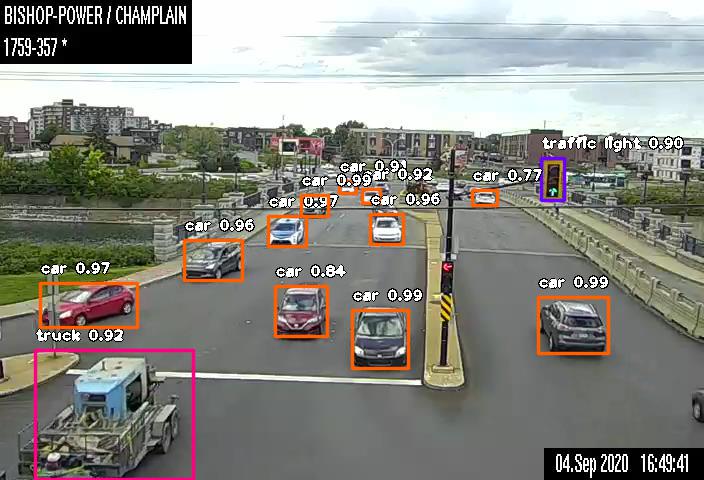 BISHOP-POWER / CHAMPLAIN
1759-357 *
traffic light 0.90
car 0.91
car 0.99
car 0.92
car 0.77
car 0.97
car 0.96
car 0.96
car 0.97
car 0.84
car 0.99
car 0.99
truck 0.92
04.Sep 2020 16:49:41